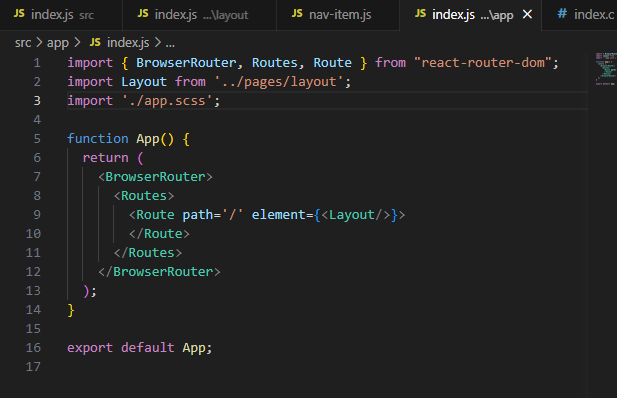 JS index.js src JS index.js ...\layout JS nav-item.js JS index.js ...\app × # index.c
src > app > JS index.js > ...
1 import { BrowserRouter, Routes, Route } from "react-router-dom";
2 import Layout from '../pages/layout';
3 import './app.scss';
4
5 function App() {
6   return (
7     <BrowserRouter>
8       <Routes>
9         <Route path='/' element={<Layout/>}>
10         </Route>
11       </Routes>
12     </BrowserRouter>
13   );
14 }
15
16 export default App;
17